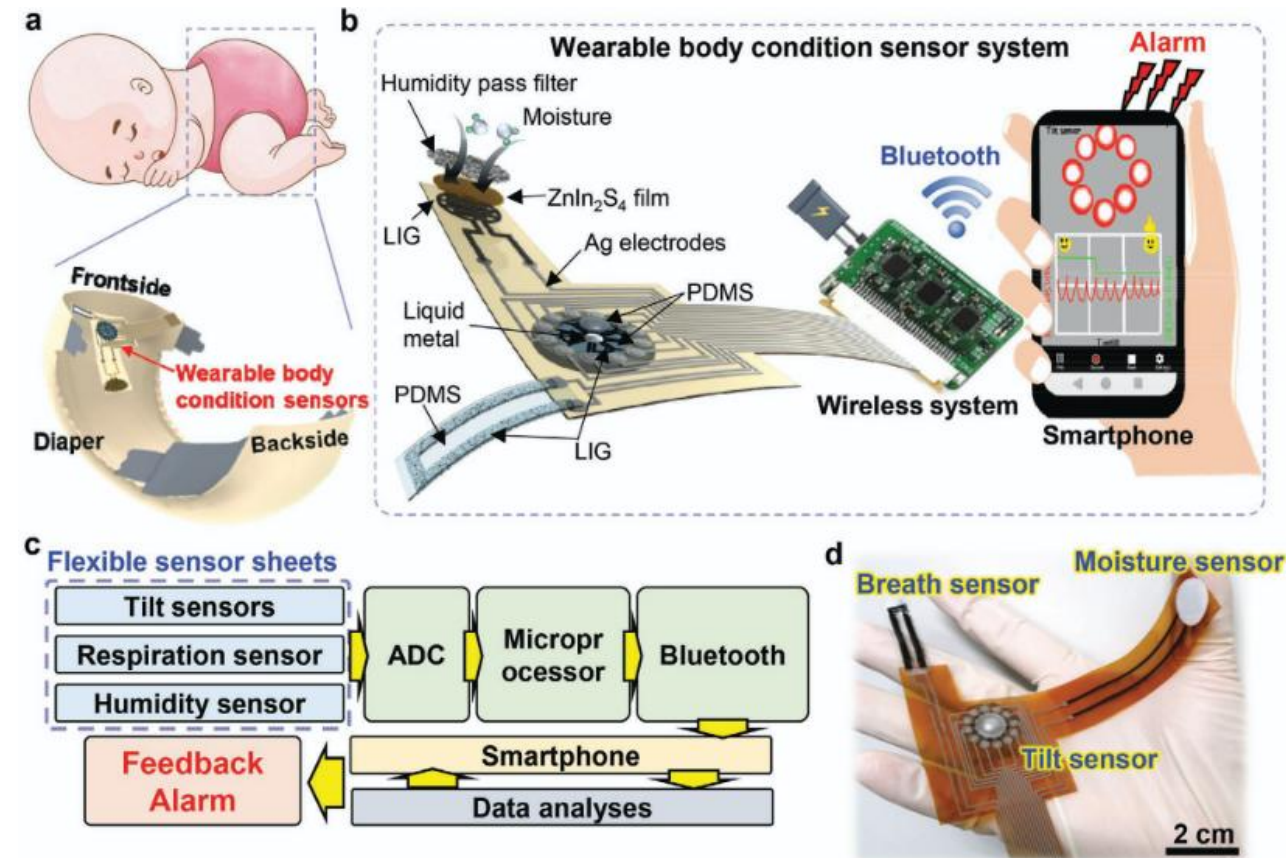 a
Frontside
Wearable body
condition sensors
Diaper
Backside
b
Wearable body condition sensor system
Alarm
Humidity pass filter
Moisture
Bluetooth
ZnIn2S4 film
LIG
Ag electrodes
PDMS
Liquid
metal
PDMS
LIG
Wireless system
Smartphone
Tilt sensor
c
Flexible sensor sheets
Tilt sensors
Respiration sensor
Humidity sensor
ADC
Micropr
ocessor
Bluetooth
Smartphone
Data analyses
Feedback
Alarm
d
Breath sensor
Moisture sensor
Tilt sensor
2 cm